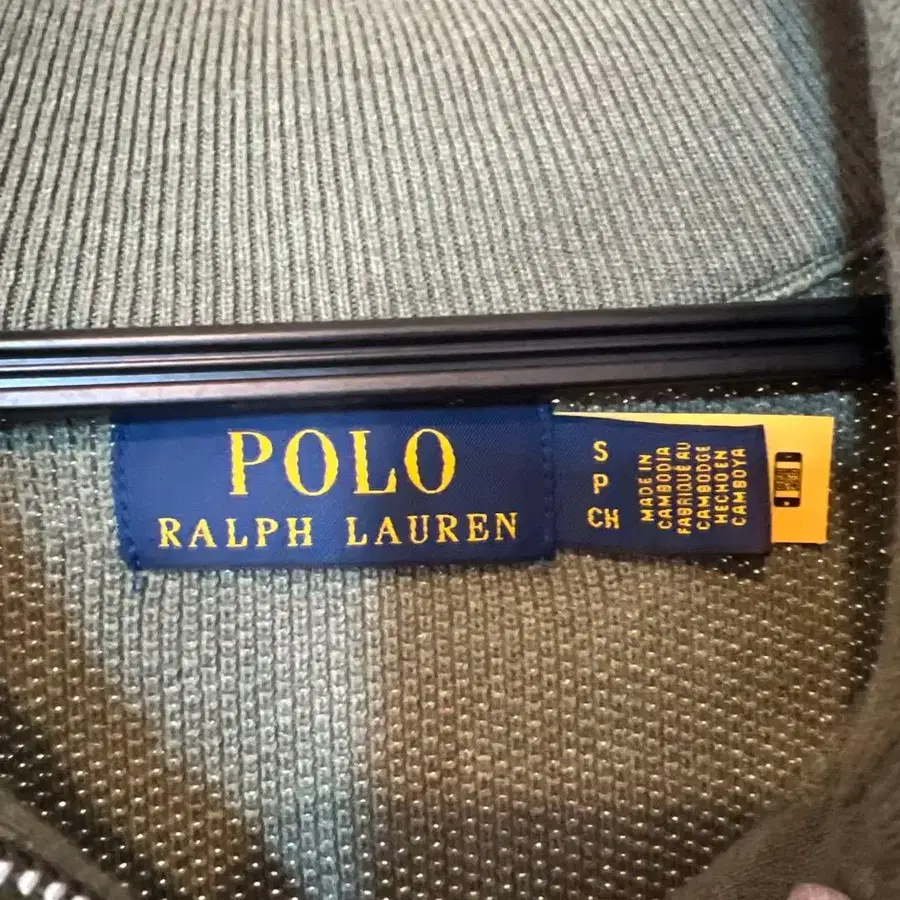 POLO
RALPH LAUREN
S
P
CH
MADE IN
CAMBODIA
FABRIQUÉ AU
CAMBODGE
HECHO EN
CAMBOYA